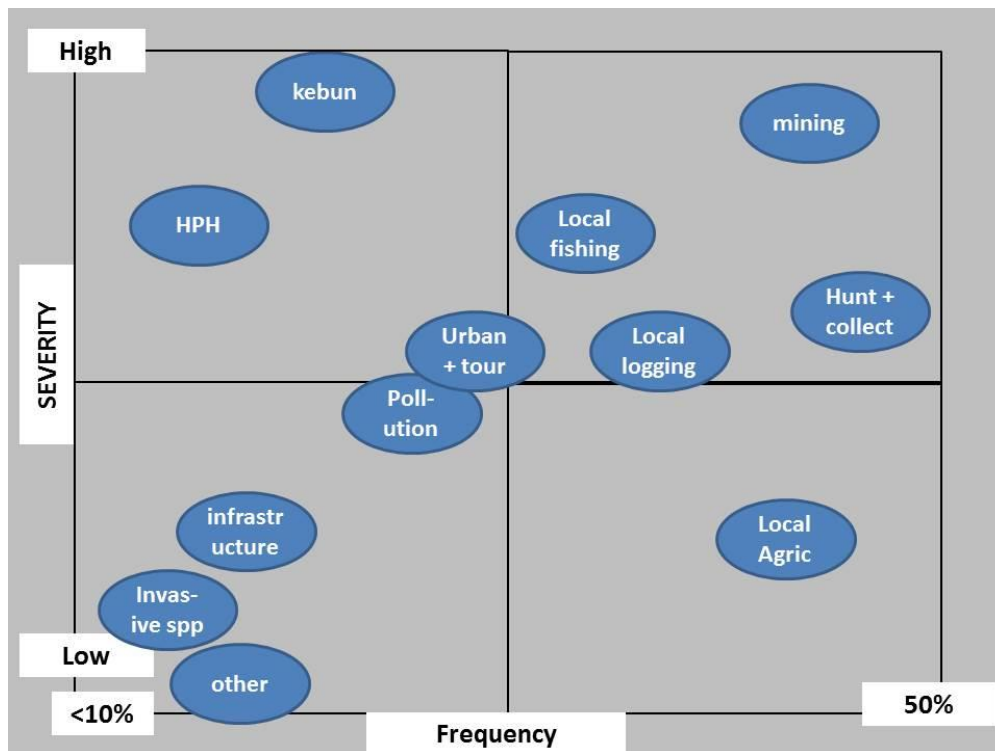 High
kebun
mining
HPH
Local
fishing
Hunt +
collect
Urban
+ tour
Local
logging
SEVERITY
Poll-
ution
infrastr
ucture
Local
Agric
Invas-
ive spp
Low
other
<10%
50%
Frequency